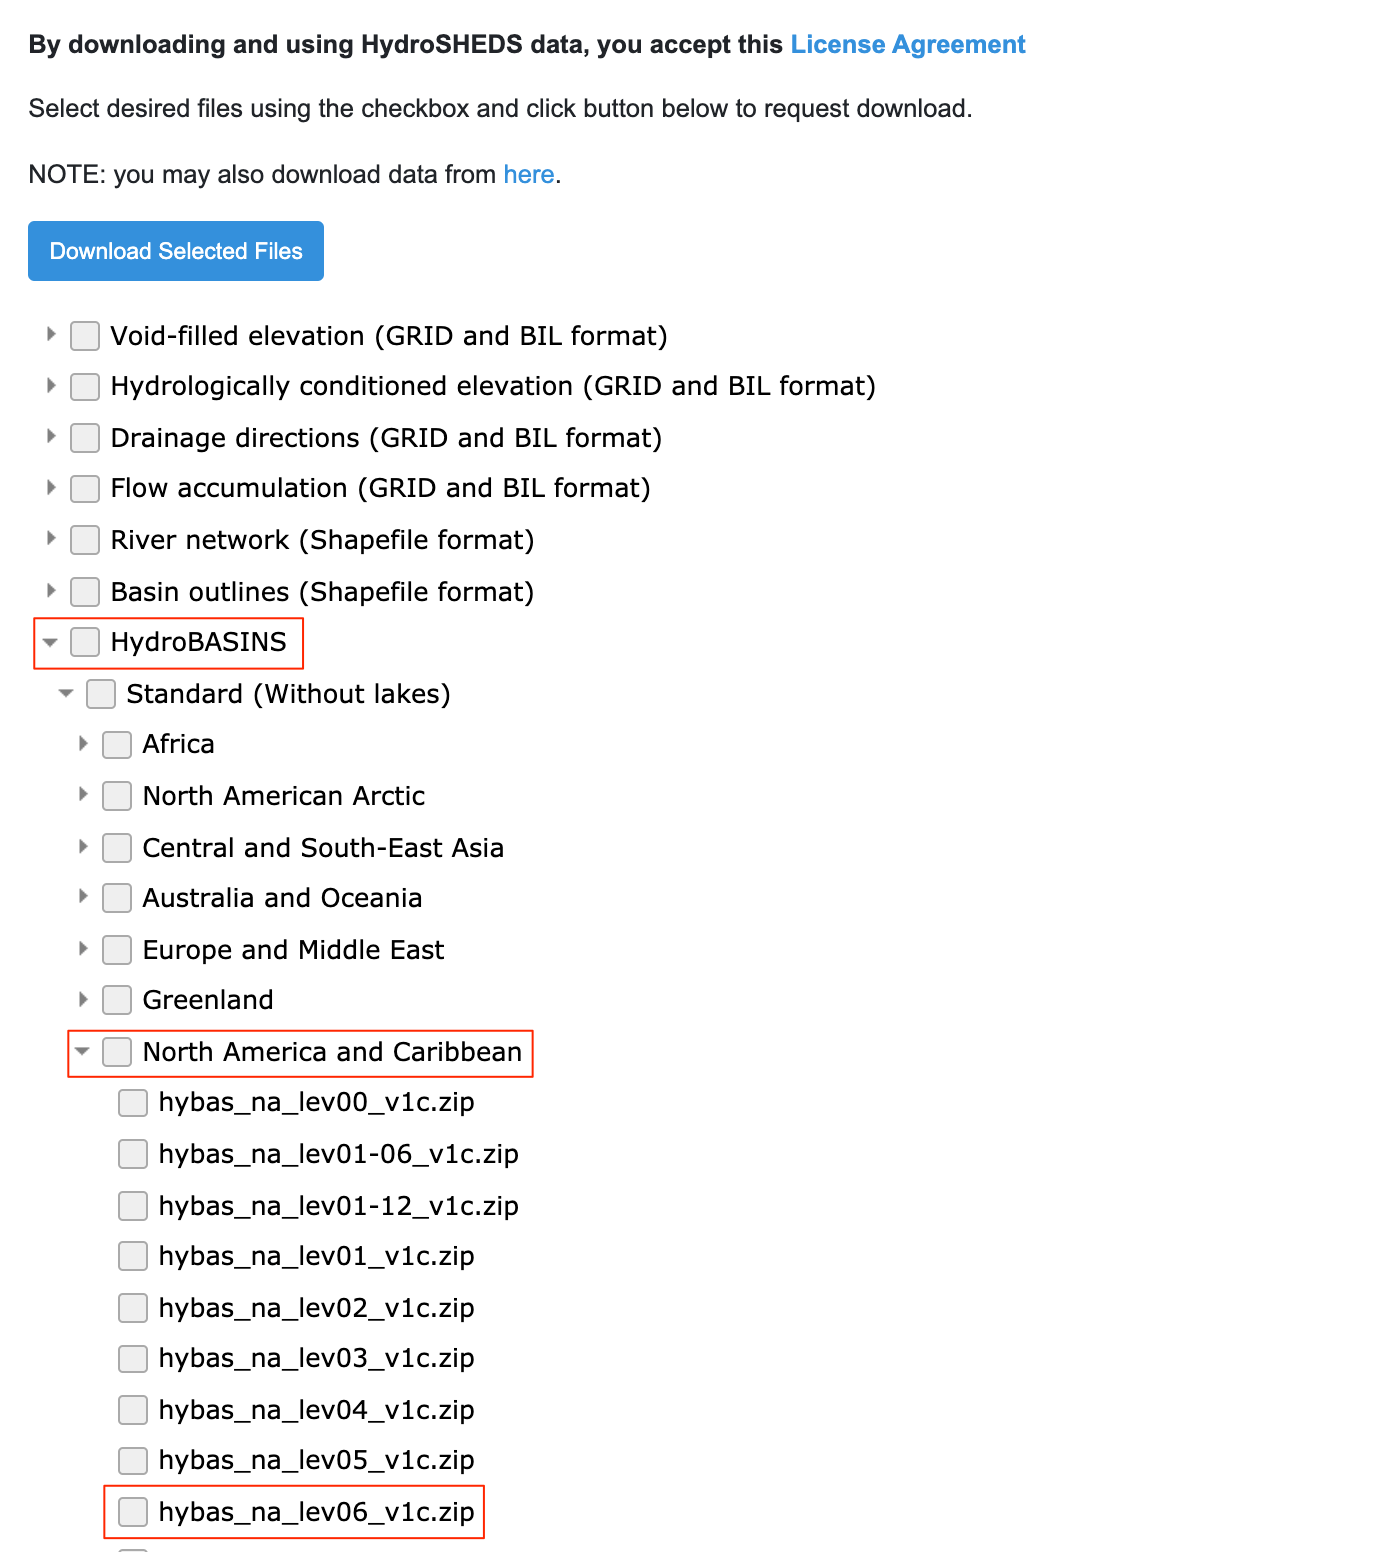 By downloading and using HydroSHEDS data, you accept this License Agreement
Select desired files using the checkbox and click button below to request download.
NOTE: you may also download data from here.
Download Selected Files
Void-filled elevation (GRID and BIL format)
Hydrologically conditioned elevation (GRID and BIL format)
Drainage directions (GRID and BIL format)
Flow accumulation (GRID and BIL format)
River network (Shapefile format)
Basin outlines (Shapefile format)
HydroBASINS
Standard (Without lakes)
Africa
North American Arctic
Central and South-East Asia
Australia and Oceania
Europe and Middle East
Greenland
North America and Caribbean
hybas_na_lev00_v1c.zip
hybas_na_lev01-06_v1c.zip
hybas_na_lev01-12_v1c.zip
hybas_na_lev01_v1c.zip
hybas_na_lev02_v1c.zip
hybas_na_lev03_v1c.zip
hybas_na_lev04_v1c.zip
hybas_na_lev05_v1c.zip
hybas_na_lev06_v1c.zip